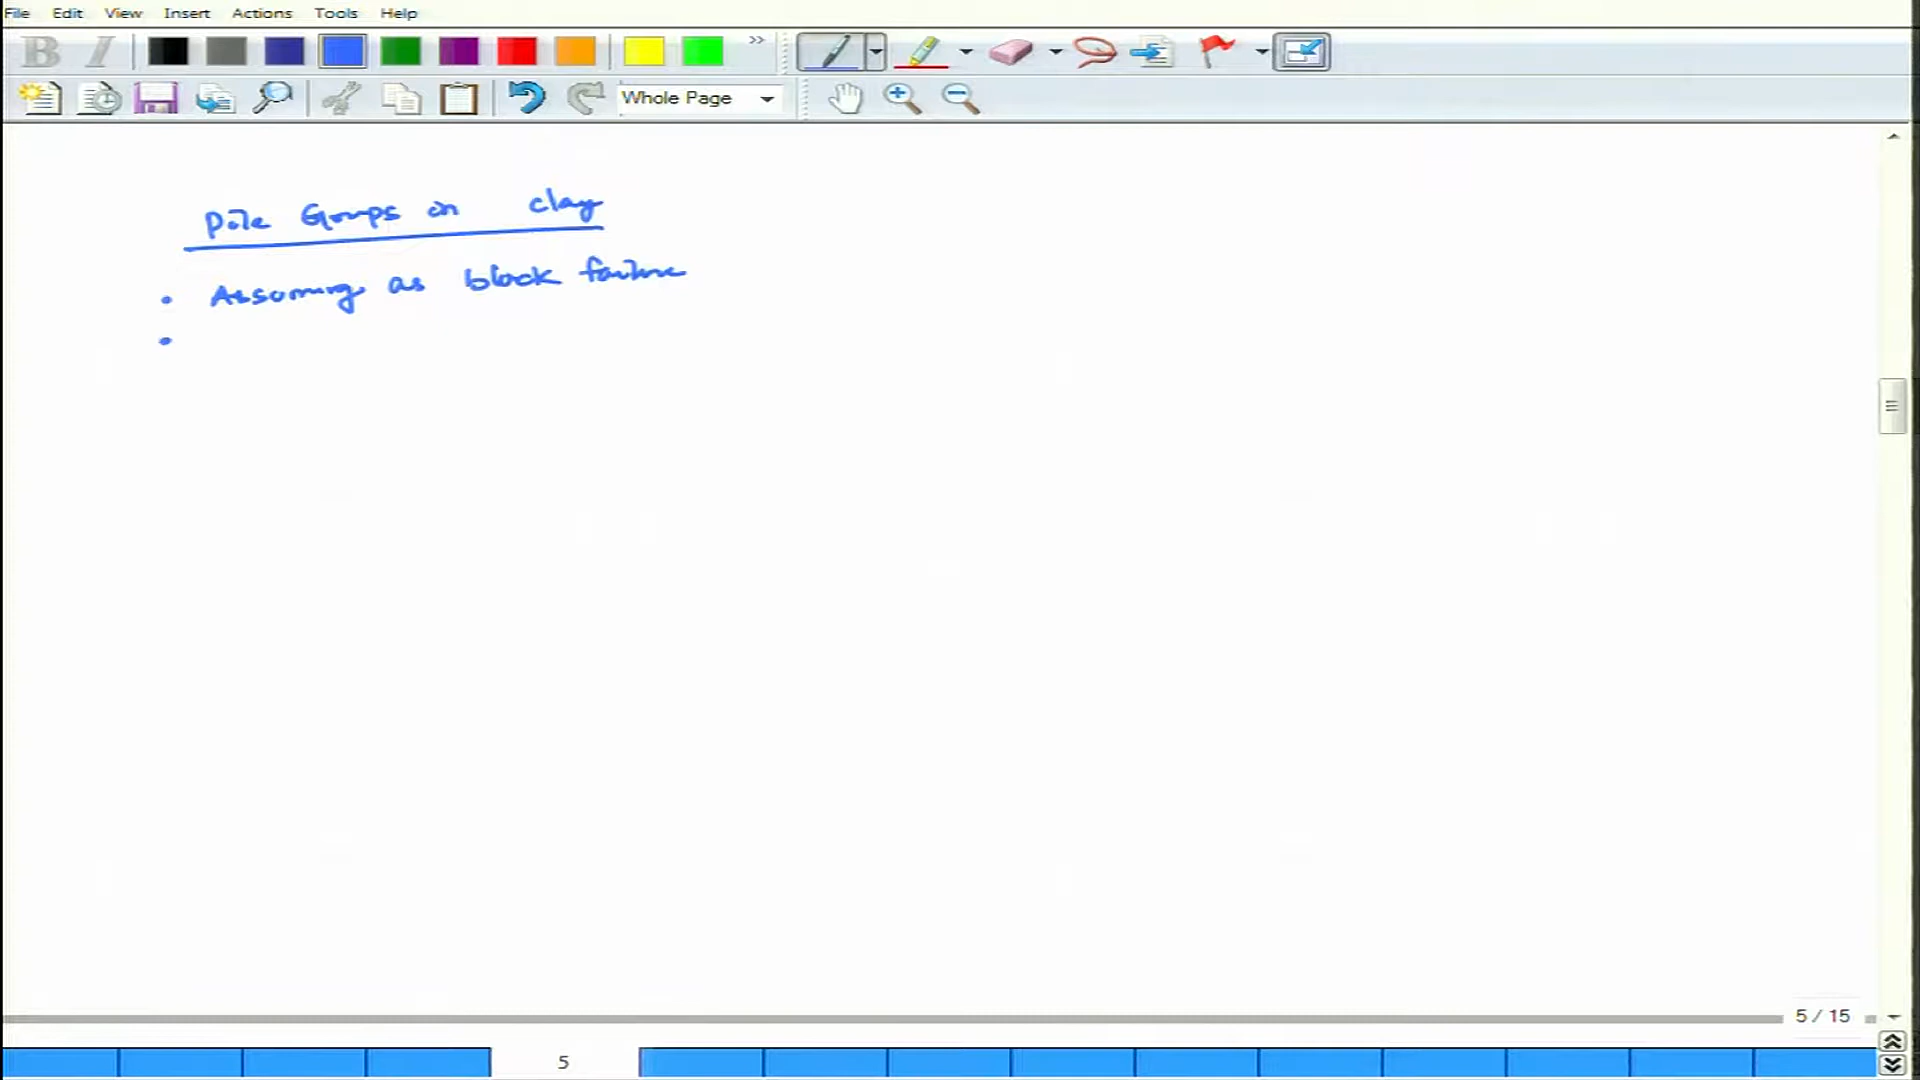 File Edit View Insert Actions Tools Help
B I
Whole Page
Pile Groups in clay
• Assuming as block failure
•
5 / 15
5